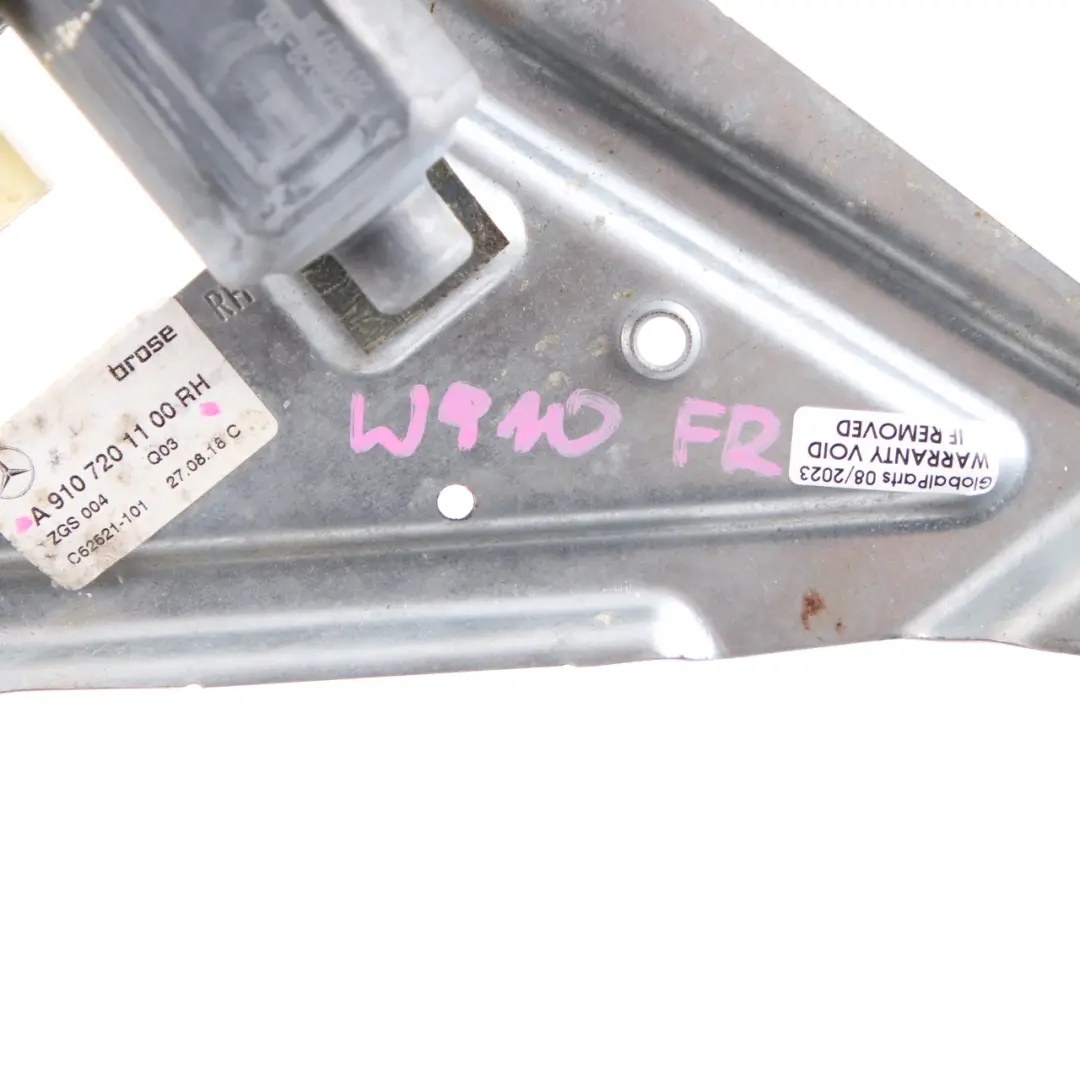 RH
brose
A 910 720 11 00 RH
Q03
ZGS 004
27.08.18 C
C62621-101
W910 FR
GlobalParts 08/2023
WARRANTY VOID
IF REMOVED